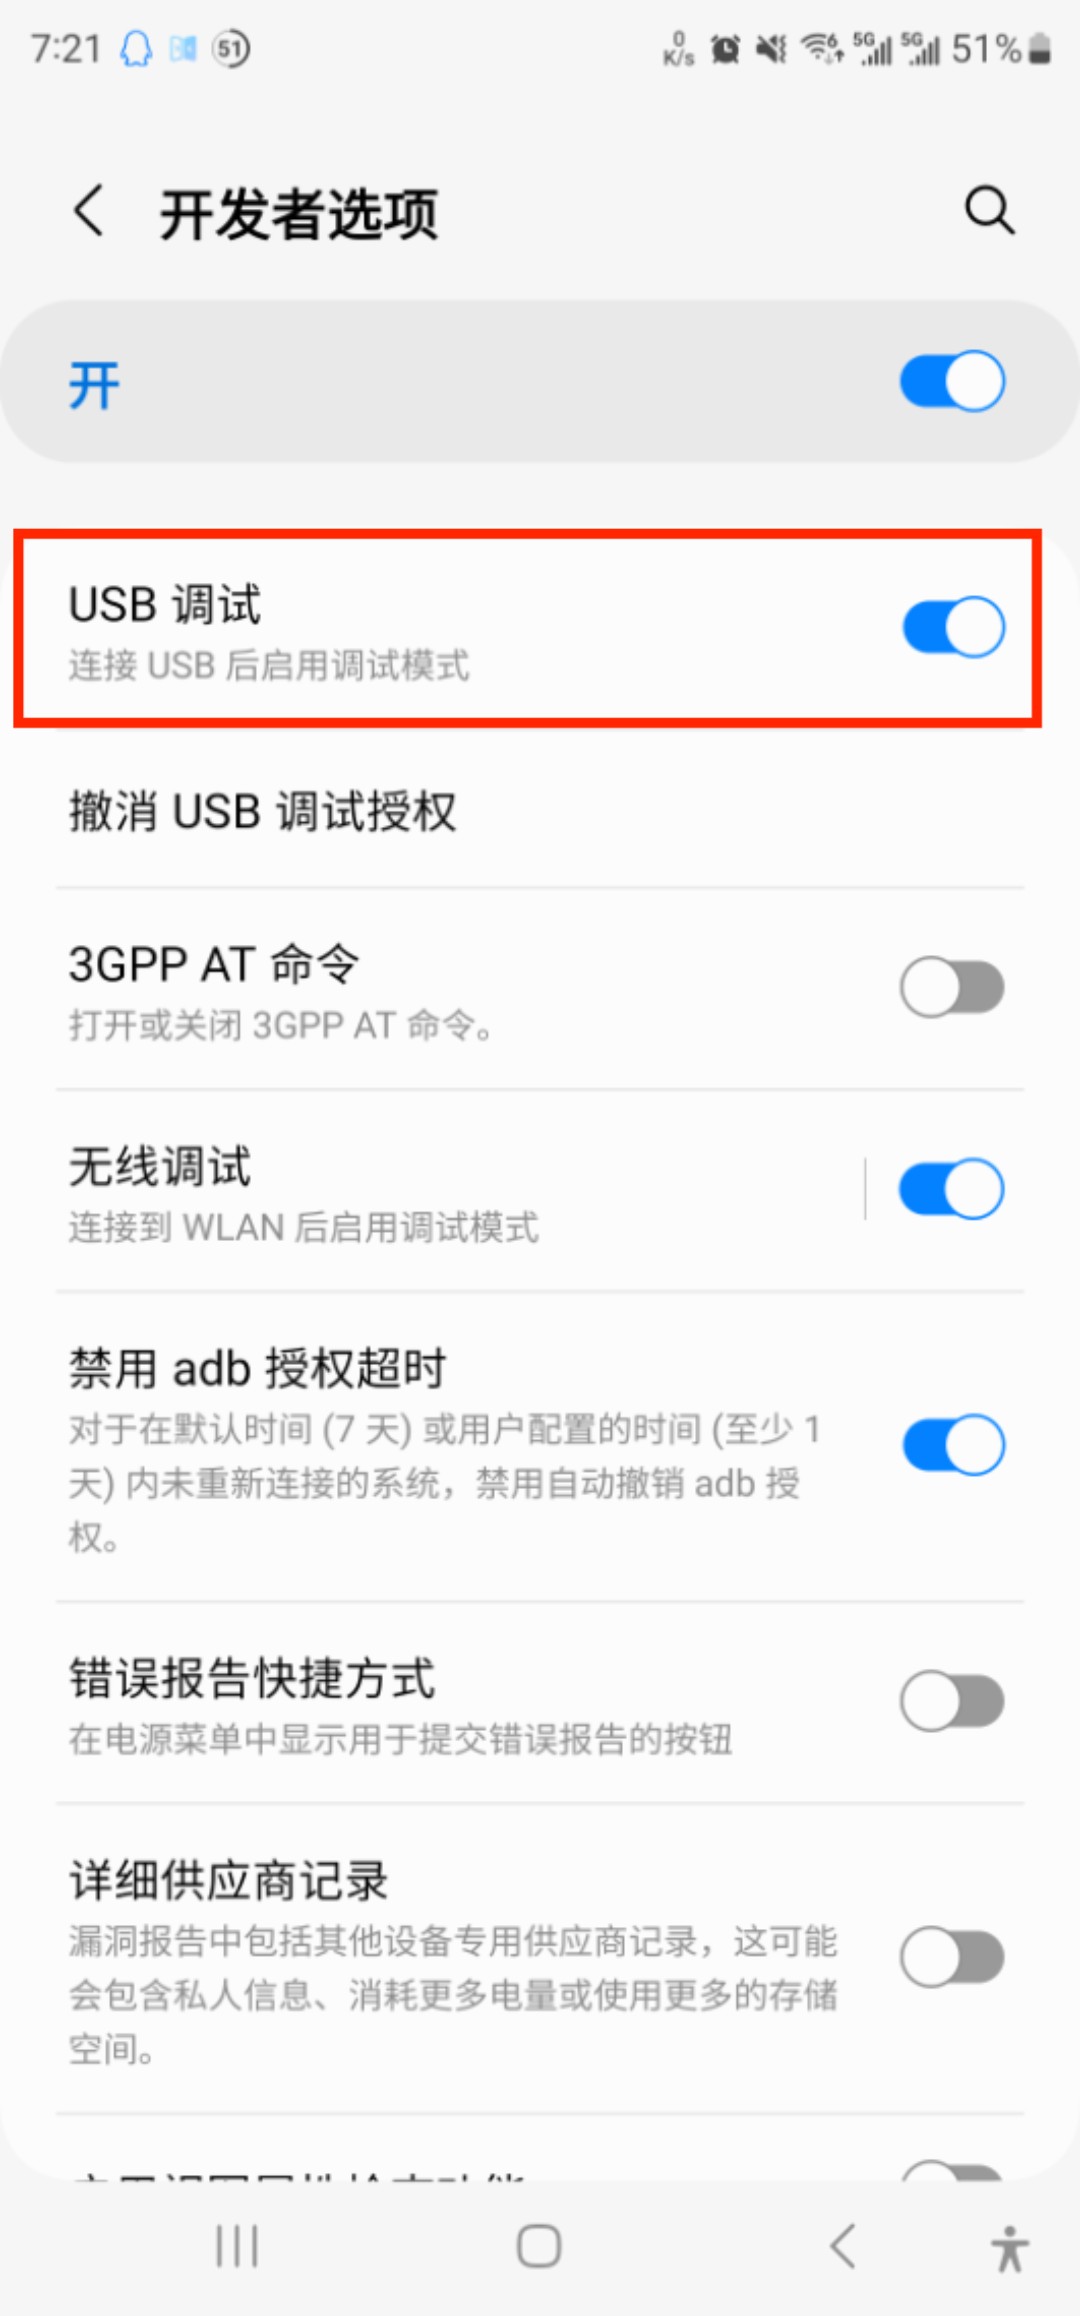 7:21 51 0 K/s 6 5G 5G 51%
开发者选项
开
USB 调试
连接 USB 后启用调试模式
撤消 USB 调试授权
3GPP AT 命令
打开或关闭 3GPP AT 命令。
无线调试
连接到 WLAN 后启用调试模式
禁用 adb 授权超时
对于在默认时间 (7 天) 或用户配置的时间 (至少 1
天) 内未重新连接的系统，禁用自动撤销 adb 授
权。
错误报告快捷方式
在电源菜单中显示用于提交错误报告的按钮
详细供应商记录
漏洞报告中包括其他设备专用供应商记录，这可能
会包含私人信息、消耗更多电量或使用更多的存储
空间。